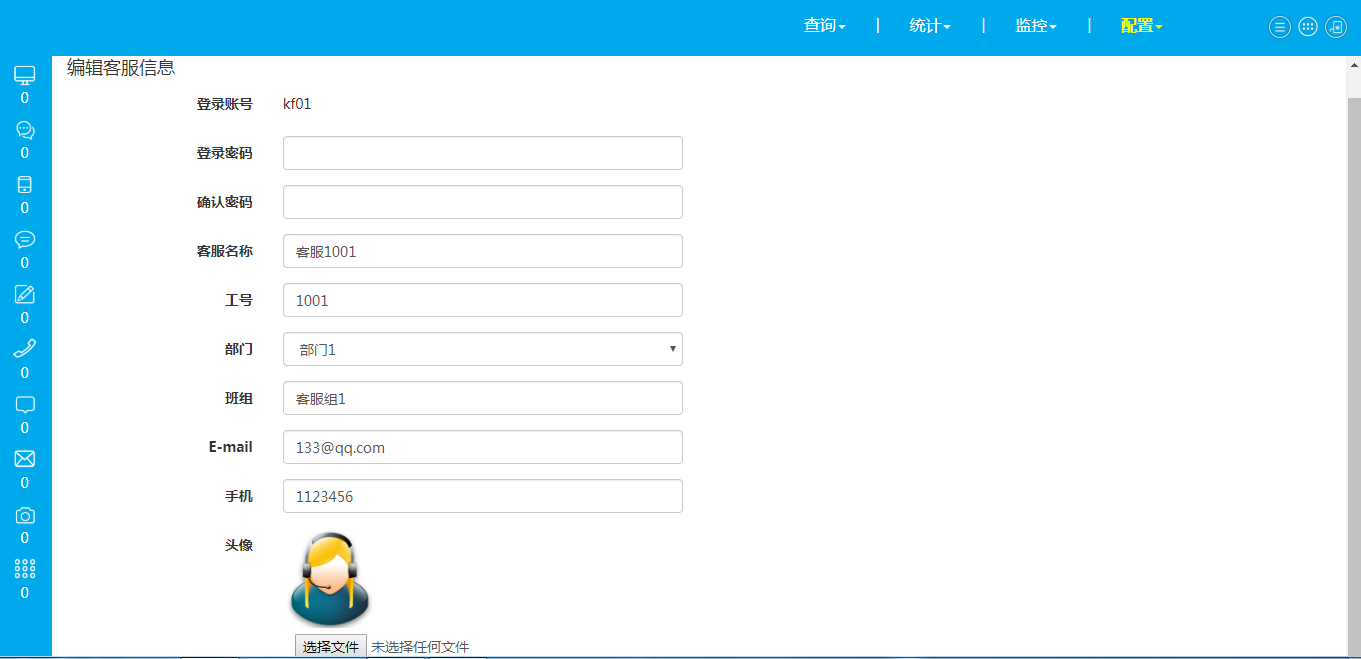 查询 | 统计 | 监控 | 配置
编辑客服信息
0
0
0
0
0
0
0
0
0
0
登录账号 kf01
登录密码
确认密码
客服名称 客服1001
工号 1001
部门 部门1
班组 客服组1
E-mail 133@qq.com
手机 1123456
头像
选择文件 未选择任何文件